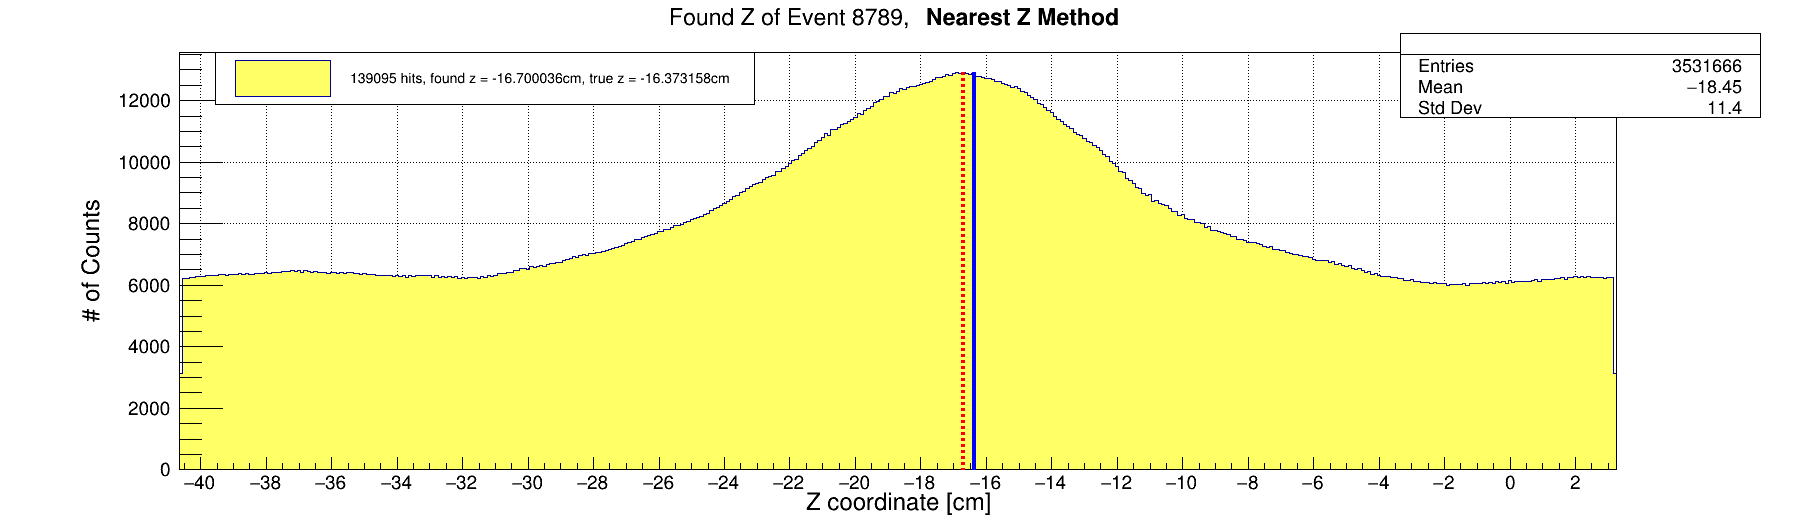 Found Z of Event 8789, Nearest Z Method
139095 hits, found z = -16.700036cm, true z = -16.373158cm
Entries 3531666
Mean −18.45
Std Dev 11.4
# of Counts
12000
10000
8000
6000
4000
2000
0
−40 −38 −36 −34 −32 −30 −28 −26 −24 −22 −20 −18 −16 −14 −12 −10 −8 −6 −4 −2 0 2
Z coordinate [cm]